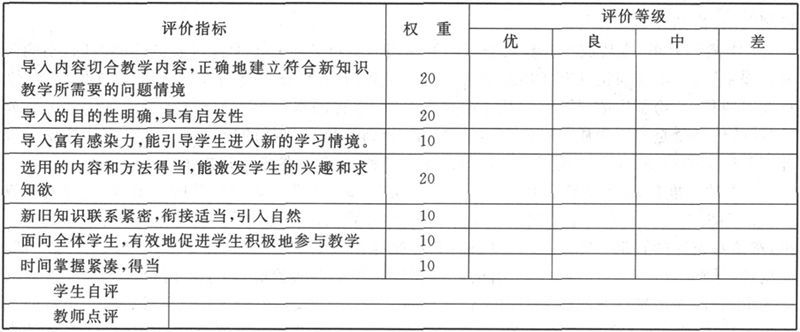 评价指标 权 重 评价等级
优 良 中 差
导入内容切合教学内容,正确地建立符合新知识
教学所需要的问题情境 20
导入的目的性明确,具有启发性 20
导入富有感染力,能引导学生进入新的学习情境。 10
选用的内容和方法得当,能激发学生的兴趣和求
知欲 20
新旧知识联系紧密,衔接适当,引入自然 10
面向全体学生,有效地促进学生积极地参与教学 10
时间掌握紧凑,得当 10
学生自评
教师点评